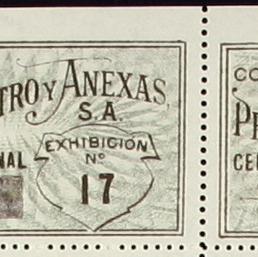 TRO Y ANEXAS,
S.A.
NAL
EXHIBICION
Nº
17
CO
P
CE